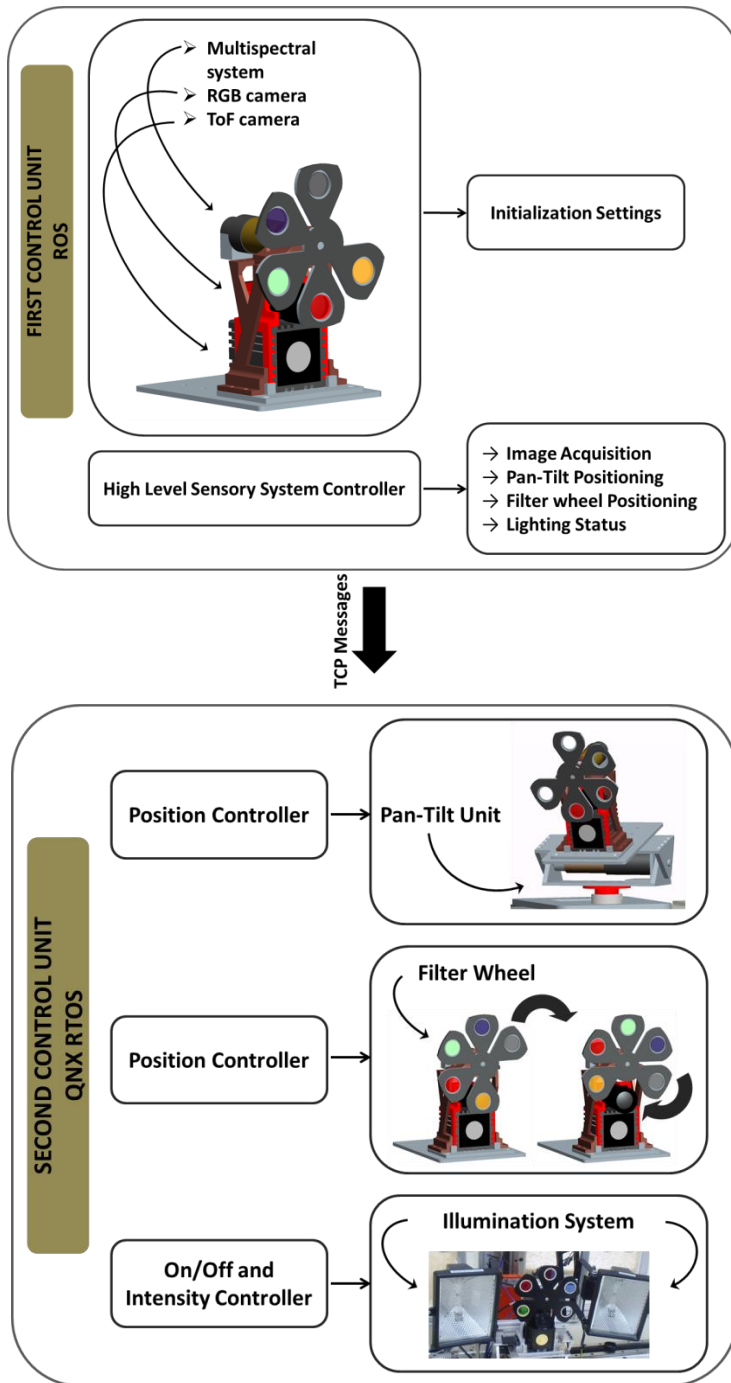 FIRST CONTROL UNIT
ROS
➢ Multispectral
system
➢ RGB camera
➢ ToF camera
Initialization Settings
High Level Sensory System Controller
→ Image Acquisition
→ Pan-Tilt Positioning
→ Filter wheel Positioning
→ Lighting Status
TCP Messages
SECOND CONTROL UNIT
QNX RTOS
Position Controller
Pan-Tilt Unit
Position Controller
Filter Wheel
On/Off and
Intensity Controller
Illumination System